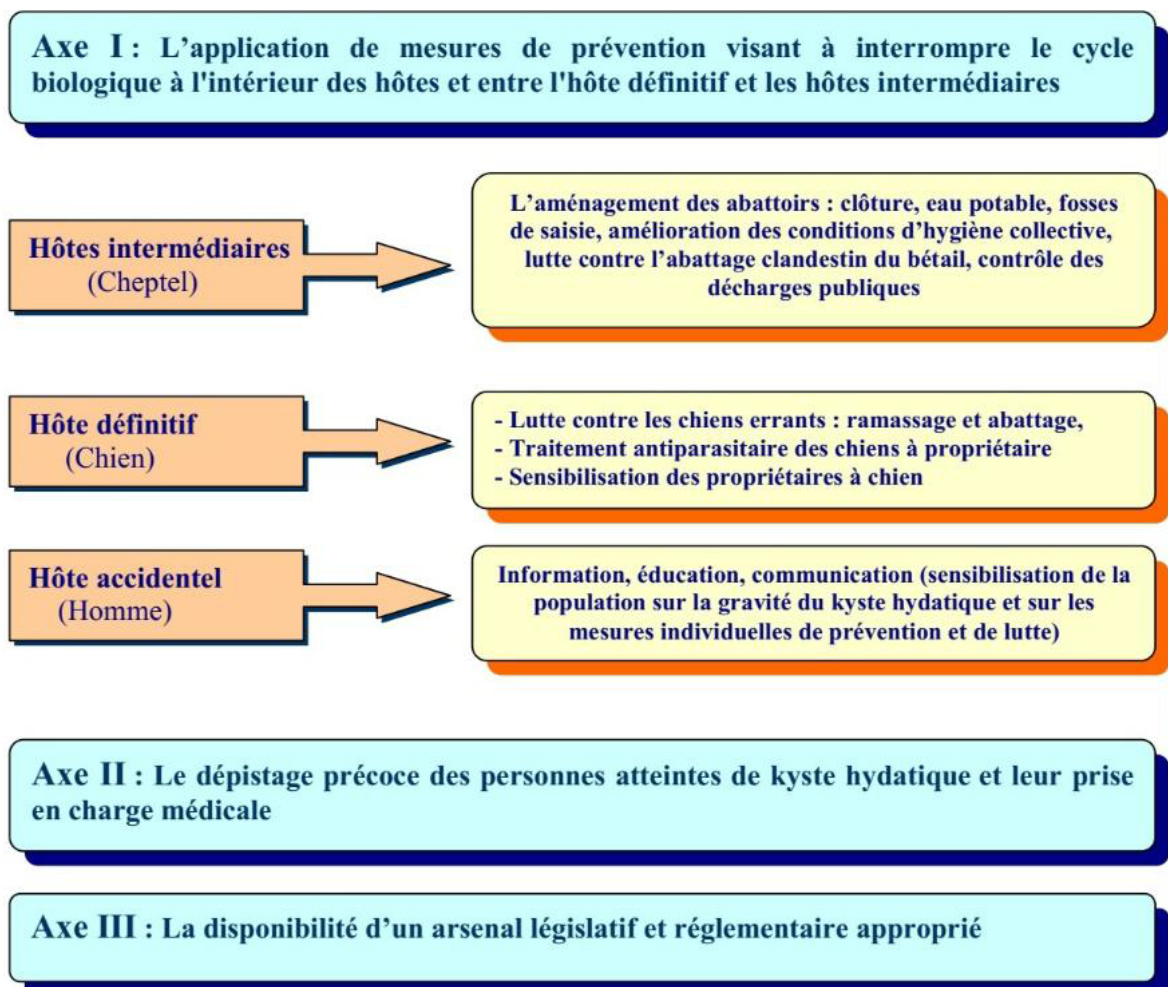 Axe I : L’application de mesures de prévention visant à interrompre le cycle
biologique à l'intérieur des hôtes et entre l'hôte définitif et les hôtes intermédiaires
Hôtes intermédiaires
(Cheptel)
L’aménagement des abattoirs : clôture, eau potable, fosses
de saisie, amélioration des conditions d’hygiène collective,
lutte contre l’abattage clandestin du bétail, contrôle des
décharges publiques
Hôte définitif
(Chien)
- Lutte contre les chiens errants : ramassage et abattage,
- Traitement antiparasitaire des chiens à propriétaire
- Sensibilisation des propriétaires à chien
Hôte accidentel
(Homme)
Information, éducation, communication (sensibilisation de la
population sur la gravité du kyste hydatique et sur les
mesures individuelles de prévention et de lutte)
Axe II : Le dépistage précoce des personnes atteintes de kyste hydatique et leur prise
en charge médicale
Axe III : La disponibilité d’un arsenal législatif et réglementaire approprié